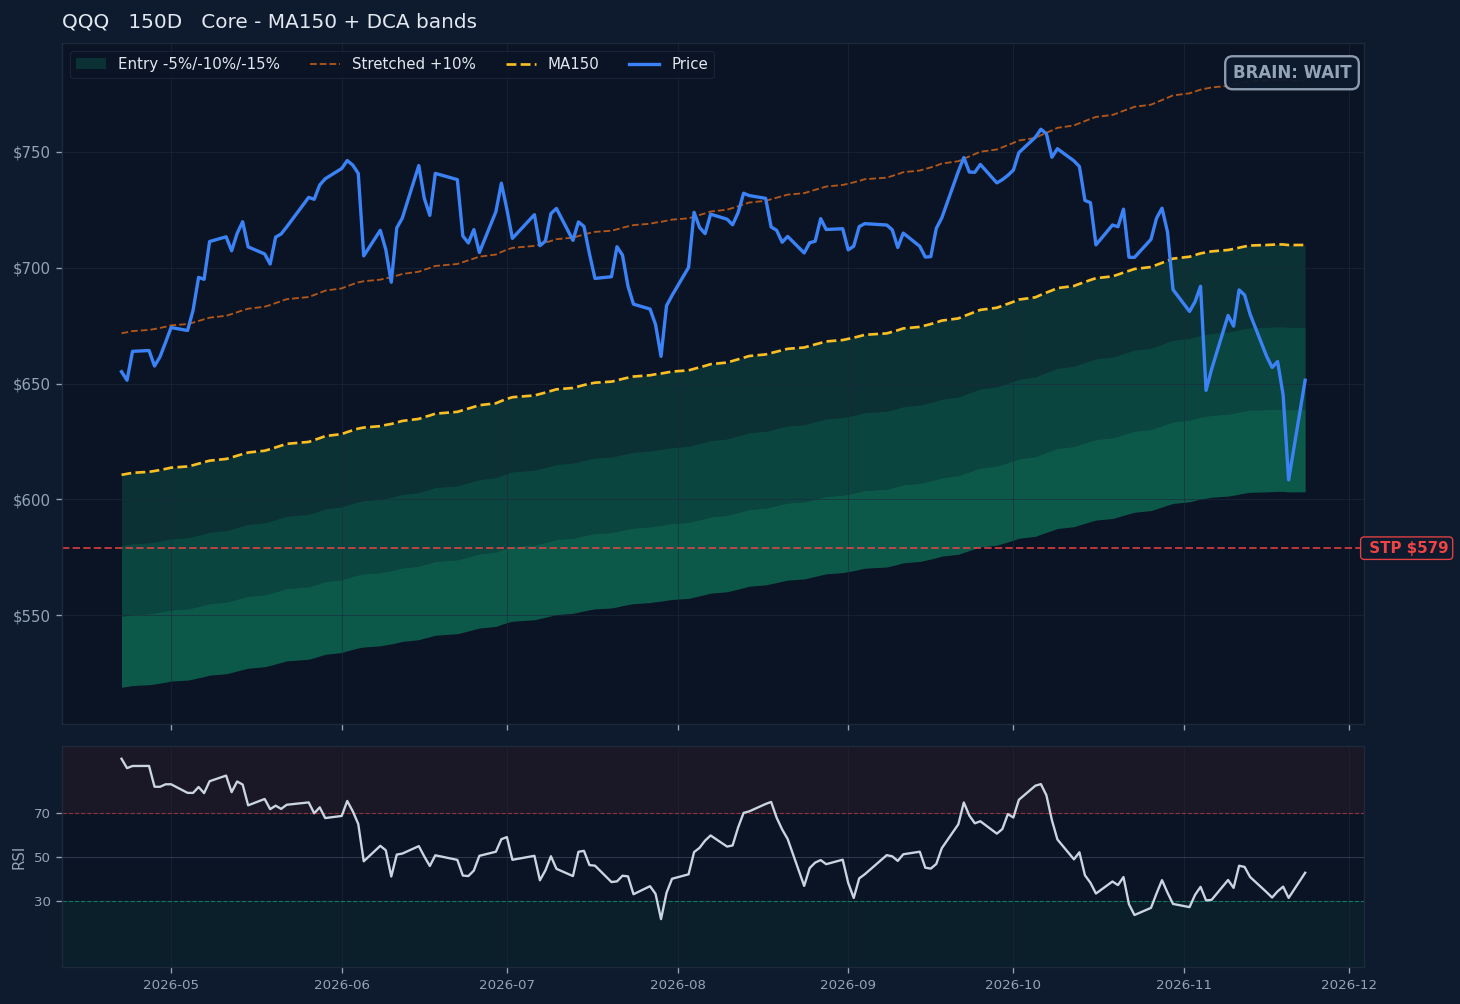 QQQ   150D   Core - MA150 + DCA bands
Entry -5%/-10%/-15%   Stretched +10%   MA150   Price
BRAIN: WAIT
$750
$700
$650
$600
$550
STP $579
70
50
30
RSI
2026-05   2026-06   2026-07   2026-08   2026-09   2026-10   2026-11   2026-12